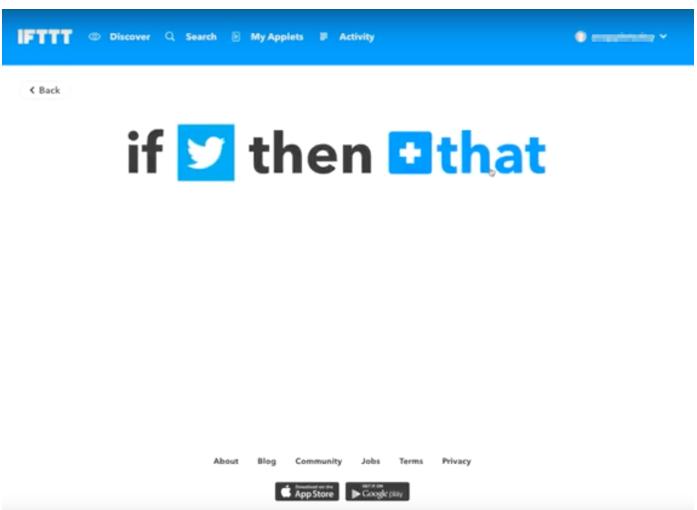 IFTTT Discover Search My Applets Activity
Back
if then that
About Blog Community Jobs Terms Privacy
Download on the
App Store
GET IT ON
Google play